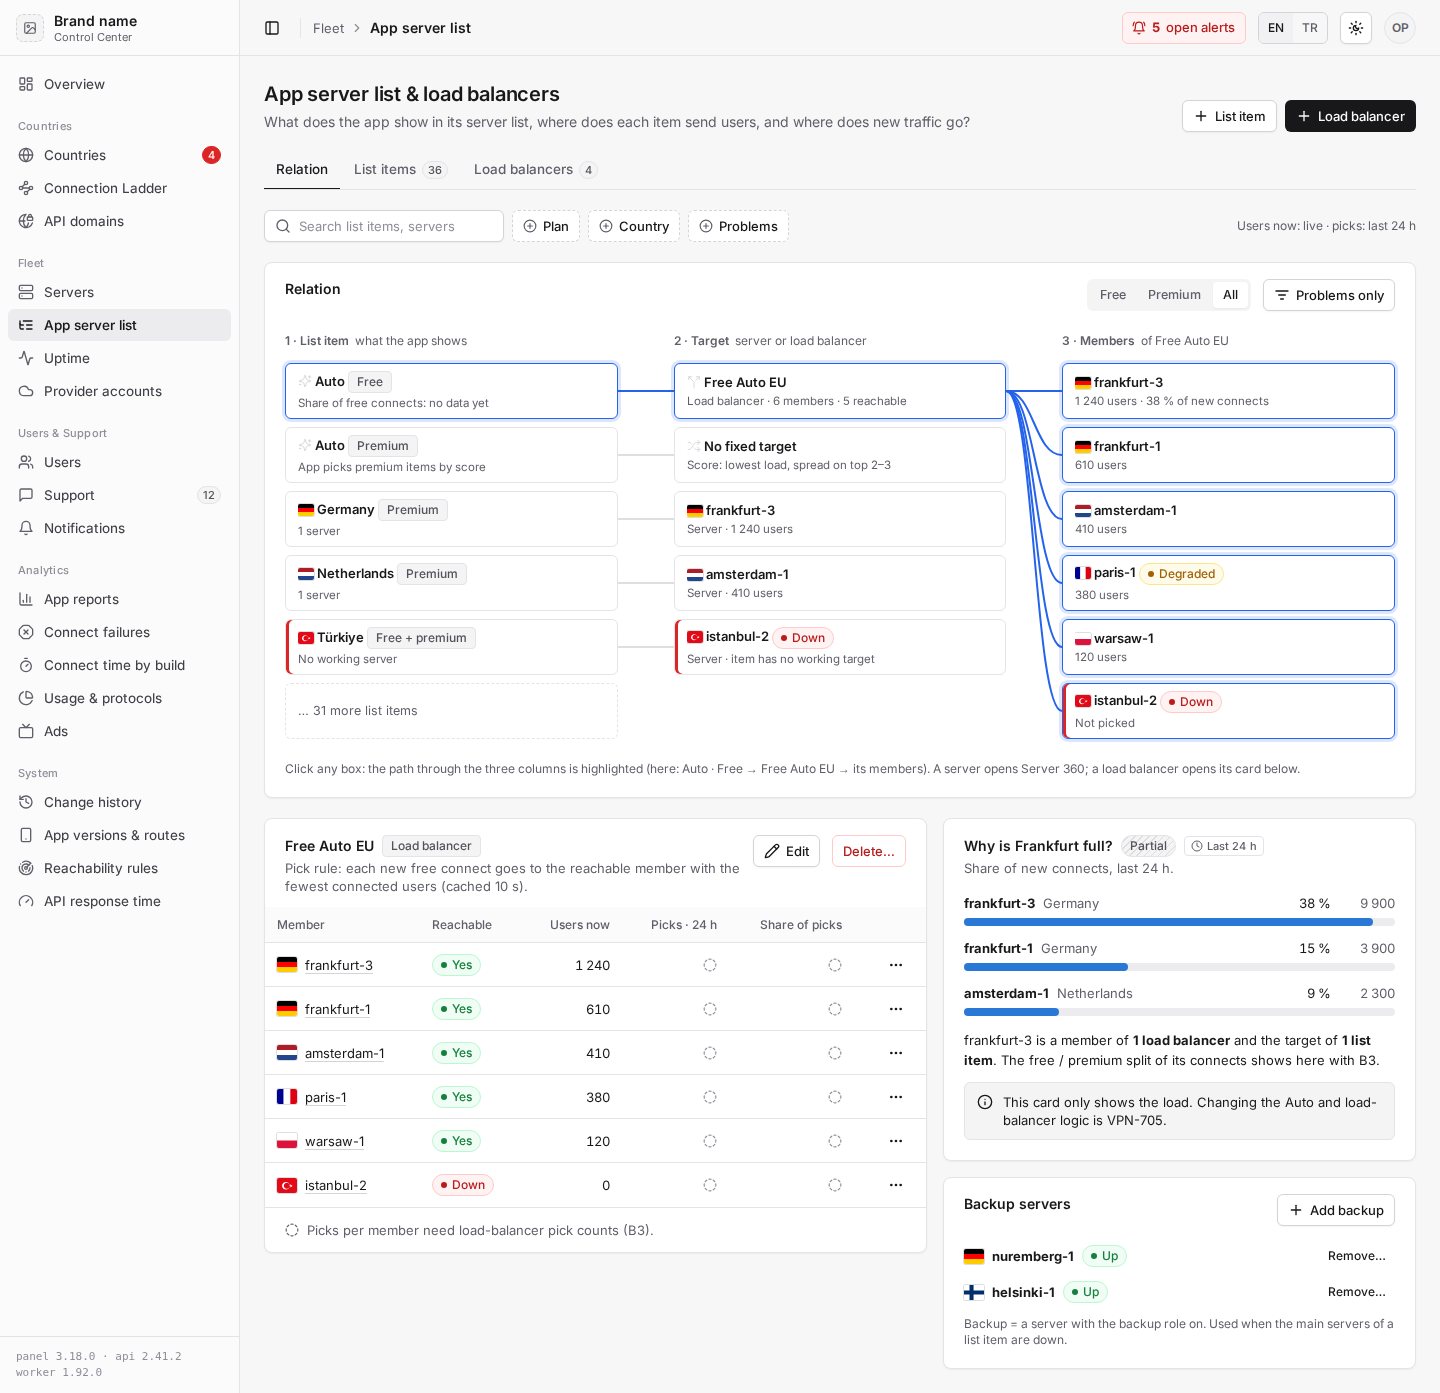 Brand name
Control Center
Overview
Countries
Countries 4
Connection Ladder
API domains
Fleet
Servers
App server list
Uptime
Provider accounts
Users & Support
Users
Support 12
Notifications
Analytics
App reports
Connect failures
Connect time by build
Usage & protocols
Ads
System
Change history
App versions & routes
Reachability rules
API response time
panel 3.18.0 · api 2.41.2
worker 1.92.0
Fleet > App server list
5 open alerts
EN TR
OP
App server list & load balancers
What does the app show in its server list, where does each item send users, and where does new traffic go?
+ List item
+ Load balancer
Relation
List items 36
Load balancers 4
Search list items, servers
Plan
Country
Problems
Users now: live · picks: last 24 h
Relation
Free Premium All
Problems only
1 · List item what the app shows
2 · Target server or load balancer
3 · Members of Free Auto EU
Auto Free
Share of free connects: no data yet
Free Auto EU
Load balancer · 6 members · 5 reachable
frankfurt-3
1 240 users · 38 % of new connects
Auto Premium
App picks premium items by score
No fixed target
Score: lowest load, spread on top 2–3
frankfurt-1
610 users
Germany Premium
1 server
frankfurt-3
Server · 1 240 users
amsterdam-1
410 users
Netherlands Premium
1 server
amsterdam-1
Server · 410 users
paris-1 Degraded
380 users
Türkiye Free + premium
No working server
istanbul-2 Down
Server · item has no working target
warsaw-1
120 users
... 31 more list items
istanbul-2 Down
Not picked
Click any box: the path through the three columns is highlighted (here: Auto · Free → Free Auto EU → its members). A server opens Server 360; a load balancer opens its card below.
Free Auto EU Load balancer
Pick rule: each new free connect goes to the reachable member with the
fewest connected users (cached 10 s).
Edit
Delete...
Member Reachable Users now Picks · 24 h Share of picks
frankfurt-3 Yes 1 240
frankfurt-1 Yes 610
amsterdam-1 Yes 410
paris-1 Yes 380
warsaw-1 Yes 120
istanbul-2 Down 0
Picks per member need load-balancer pick counts (B3).
Why is Frankfurt full? Partial Last 24 h
Share of new connects, last 24 h.
frankfurt-3 Germany 38 % 9 900
frankfurt-1 Germany 15 % 3 900
amsterdam-1 Netherlands 9 % 2 300
frankfurt-3 is a member of 1 load balancer and the target of 1 list
item. The free / premium split of its connects shows here with B3.
This card only shows the load. Changing the Auto and load-
balancer logic is VPN-705.
Backup servers
+ Add backup
nuremberg-1 Up Remove...
helsinki-1 Up Remove...
Backup = a server with the backup role on. Used when the main servers of a
list item are down.